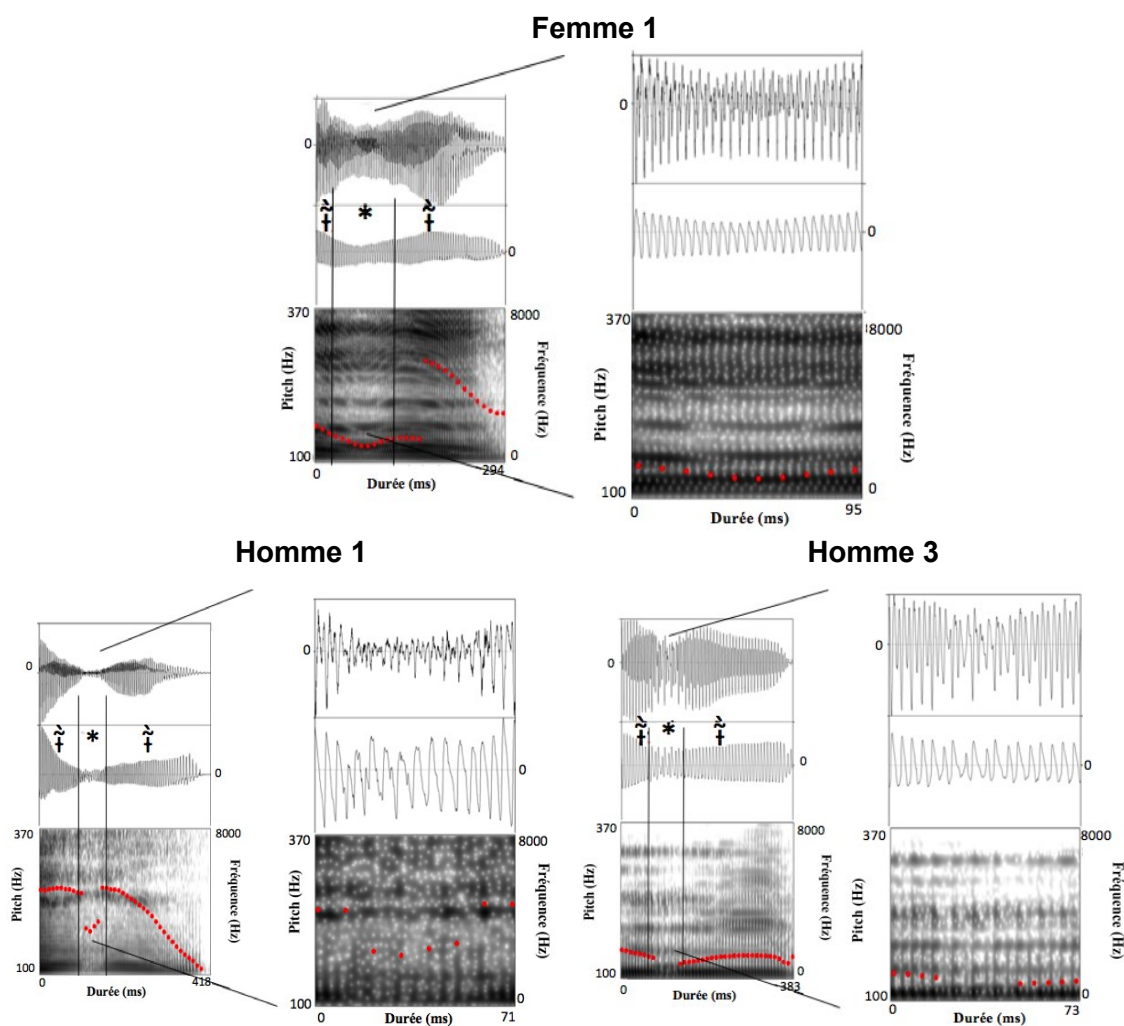 Femme 1
0
0
0
0
ɨ̃̀ * ɨ̃̀
370
8000
Pitch (Hz)
Fréquence (Hz)
100
0
0
294
Durée (ms)
370
8000
Pitch (Hz)
Fréquence (Hz)
100
0
0
95
Durée (ms)
Homme 1
0
0
0
0
ɨ̃̀ * ɨ̃̀
370
8000
Pitch (Hz)
Fréquence (Hz)
100
0
0
418
Durée (ms)
370
8000
Pitch (Hz)
Fréquence (Hz)
100
0
0
71
Durée (ms)
Homme 3
0
0
0
0
ɨ̃̀ * ɨ̃̀
370
8000
Pitch (Hz)
Fréquence (Hz)
100
0
0
383
Durée (ms)
370
8000
Pitch (Hz)
Fréquence (Hz)
100
0
0
73
Durée (ms)